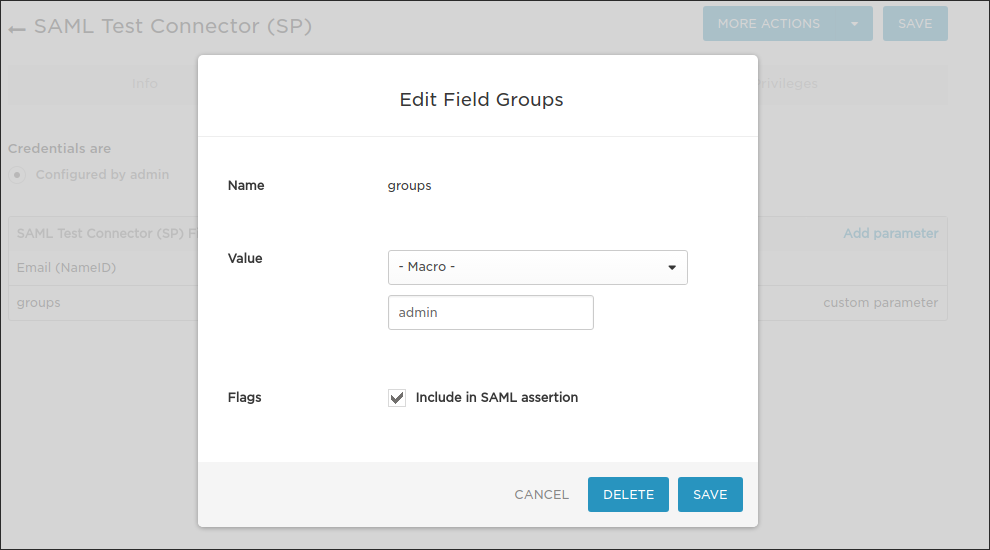 SAML Test Connector (SP)
MORE ACTIONS
SAVE
Info
Privileges
Edit Field Groups
Credentials are
Configured by admin
Name
groups
SAML Test Connector (SP) Fi
Add parameter
Value
- Macro -
Email (NameID)
groups
custom parameter
admin
Flags
Include in SAML assertion
CANCEL
DELETE
SAVE